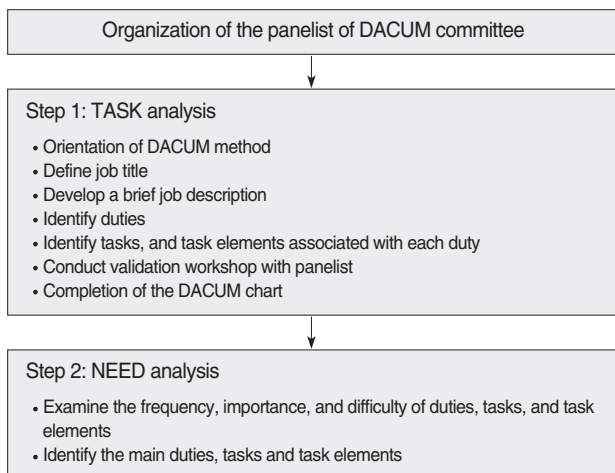 Organization of the panelist of DACUM committee
Step 1: TASK analysis
• Orientation of DACUM method
• Define job title
• Develop a brief job description
• Identify duties
• Identify tasks, and task elements associated with each duty
• Conduct validation workshop with panelist
• Completion of the DACUM chart
Step 2: NEED analysis
• Examine the frequency, importance, and difficulty of duties, tasks, and task
elements
• Identify the main duties, tasks and task elements